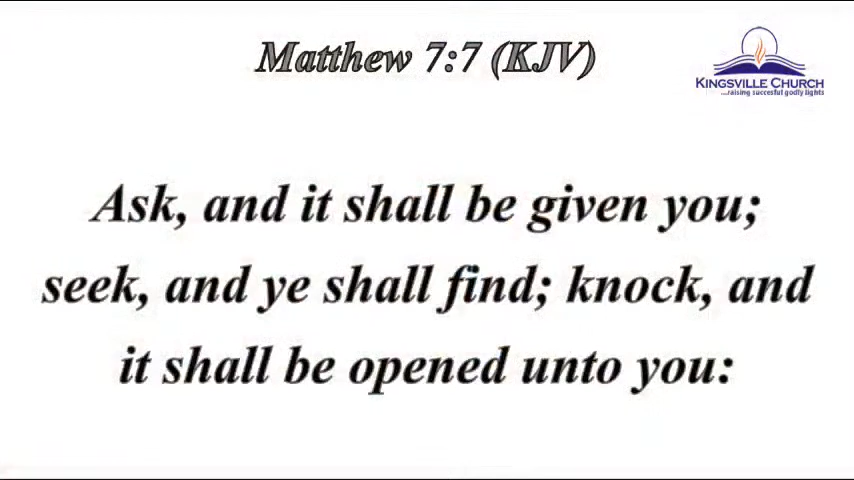 Matthew 7:7 (KJV)
KINGSVILLE CHURCH
...raising succesful godly lights
Ask, and it shall be given you;
seek, and ye shall find; knock, and
it shall be opened unto you: